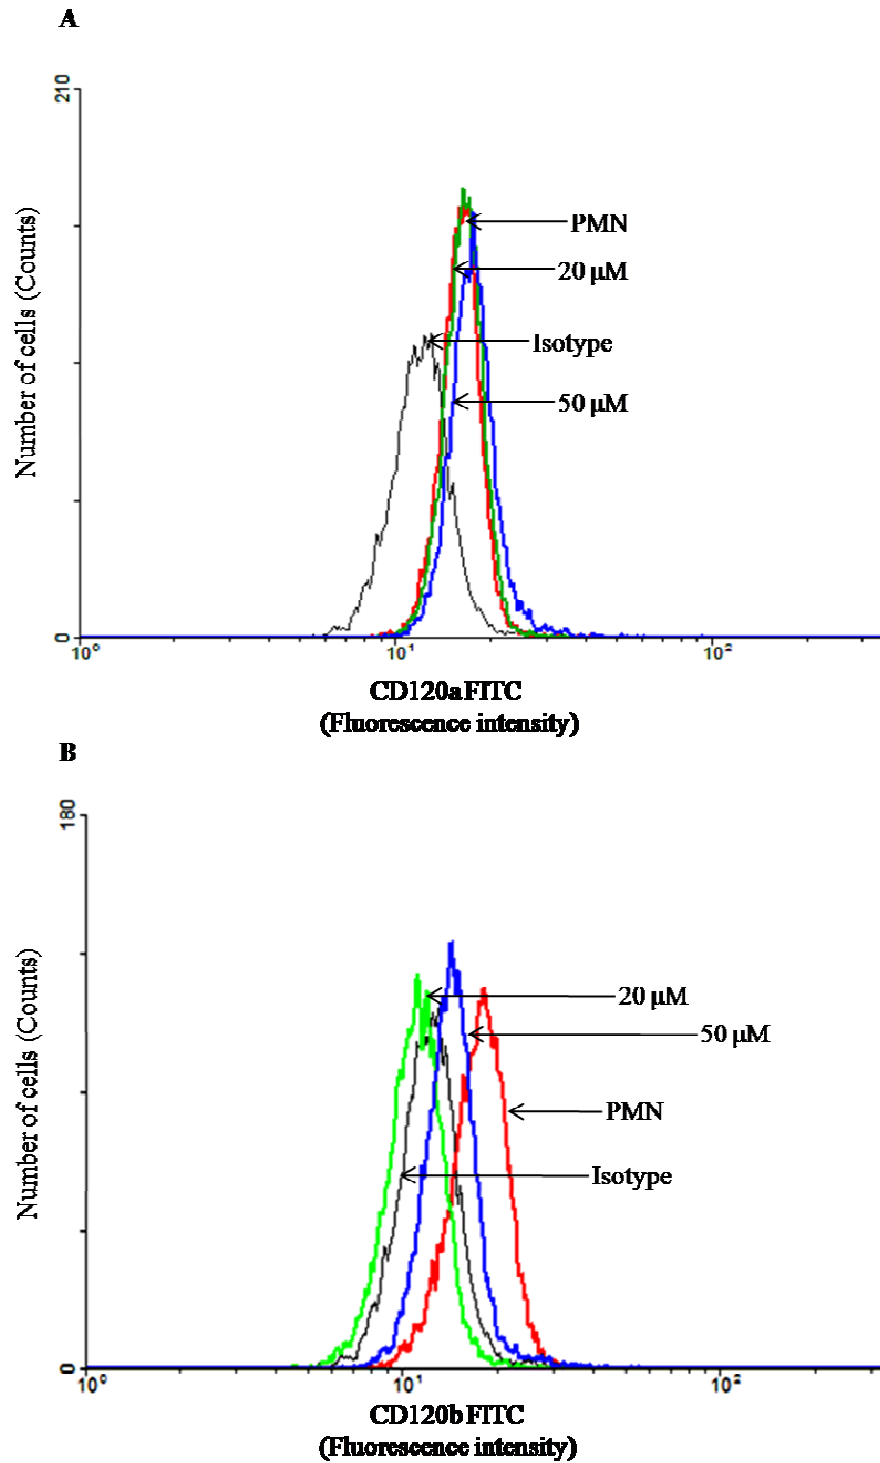 A
210
Number of cells (Counts)
PMN
20 µM
Isotype
50 µM
0
10⁰ 10¹ 10²
CD120a FITC
(Fluorescence intensity)
B
180
Number of cells (Counts)
20 µM
50 µM
PMN
Isotype
0
10⁰ 10¹ 10²
CD120b FITC
(Fluorescence intensity)